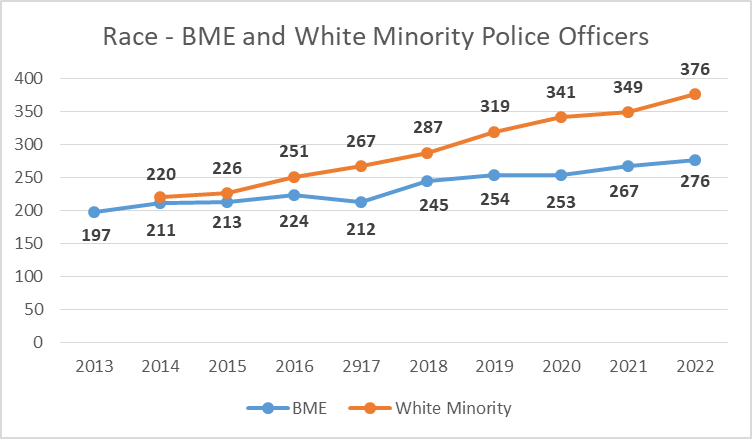 Race - BME and White Minority Police Officers
400
350
300
250
200
150
100
50
0
220 226 251 267 287 319 341 349 376
197 211 213 224 212 245 254 253 267 276
2013 2014 2015 2016 2917 2018 2019 2020 2021 2022
BME White Minority